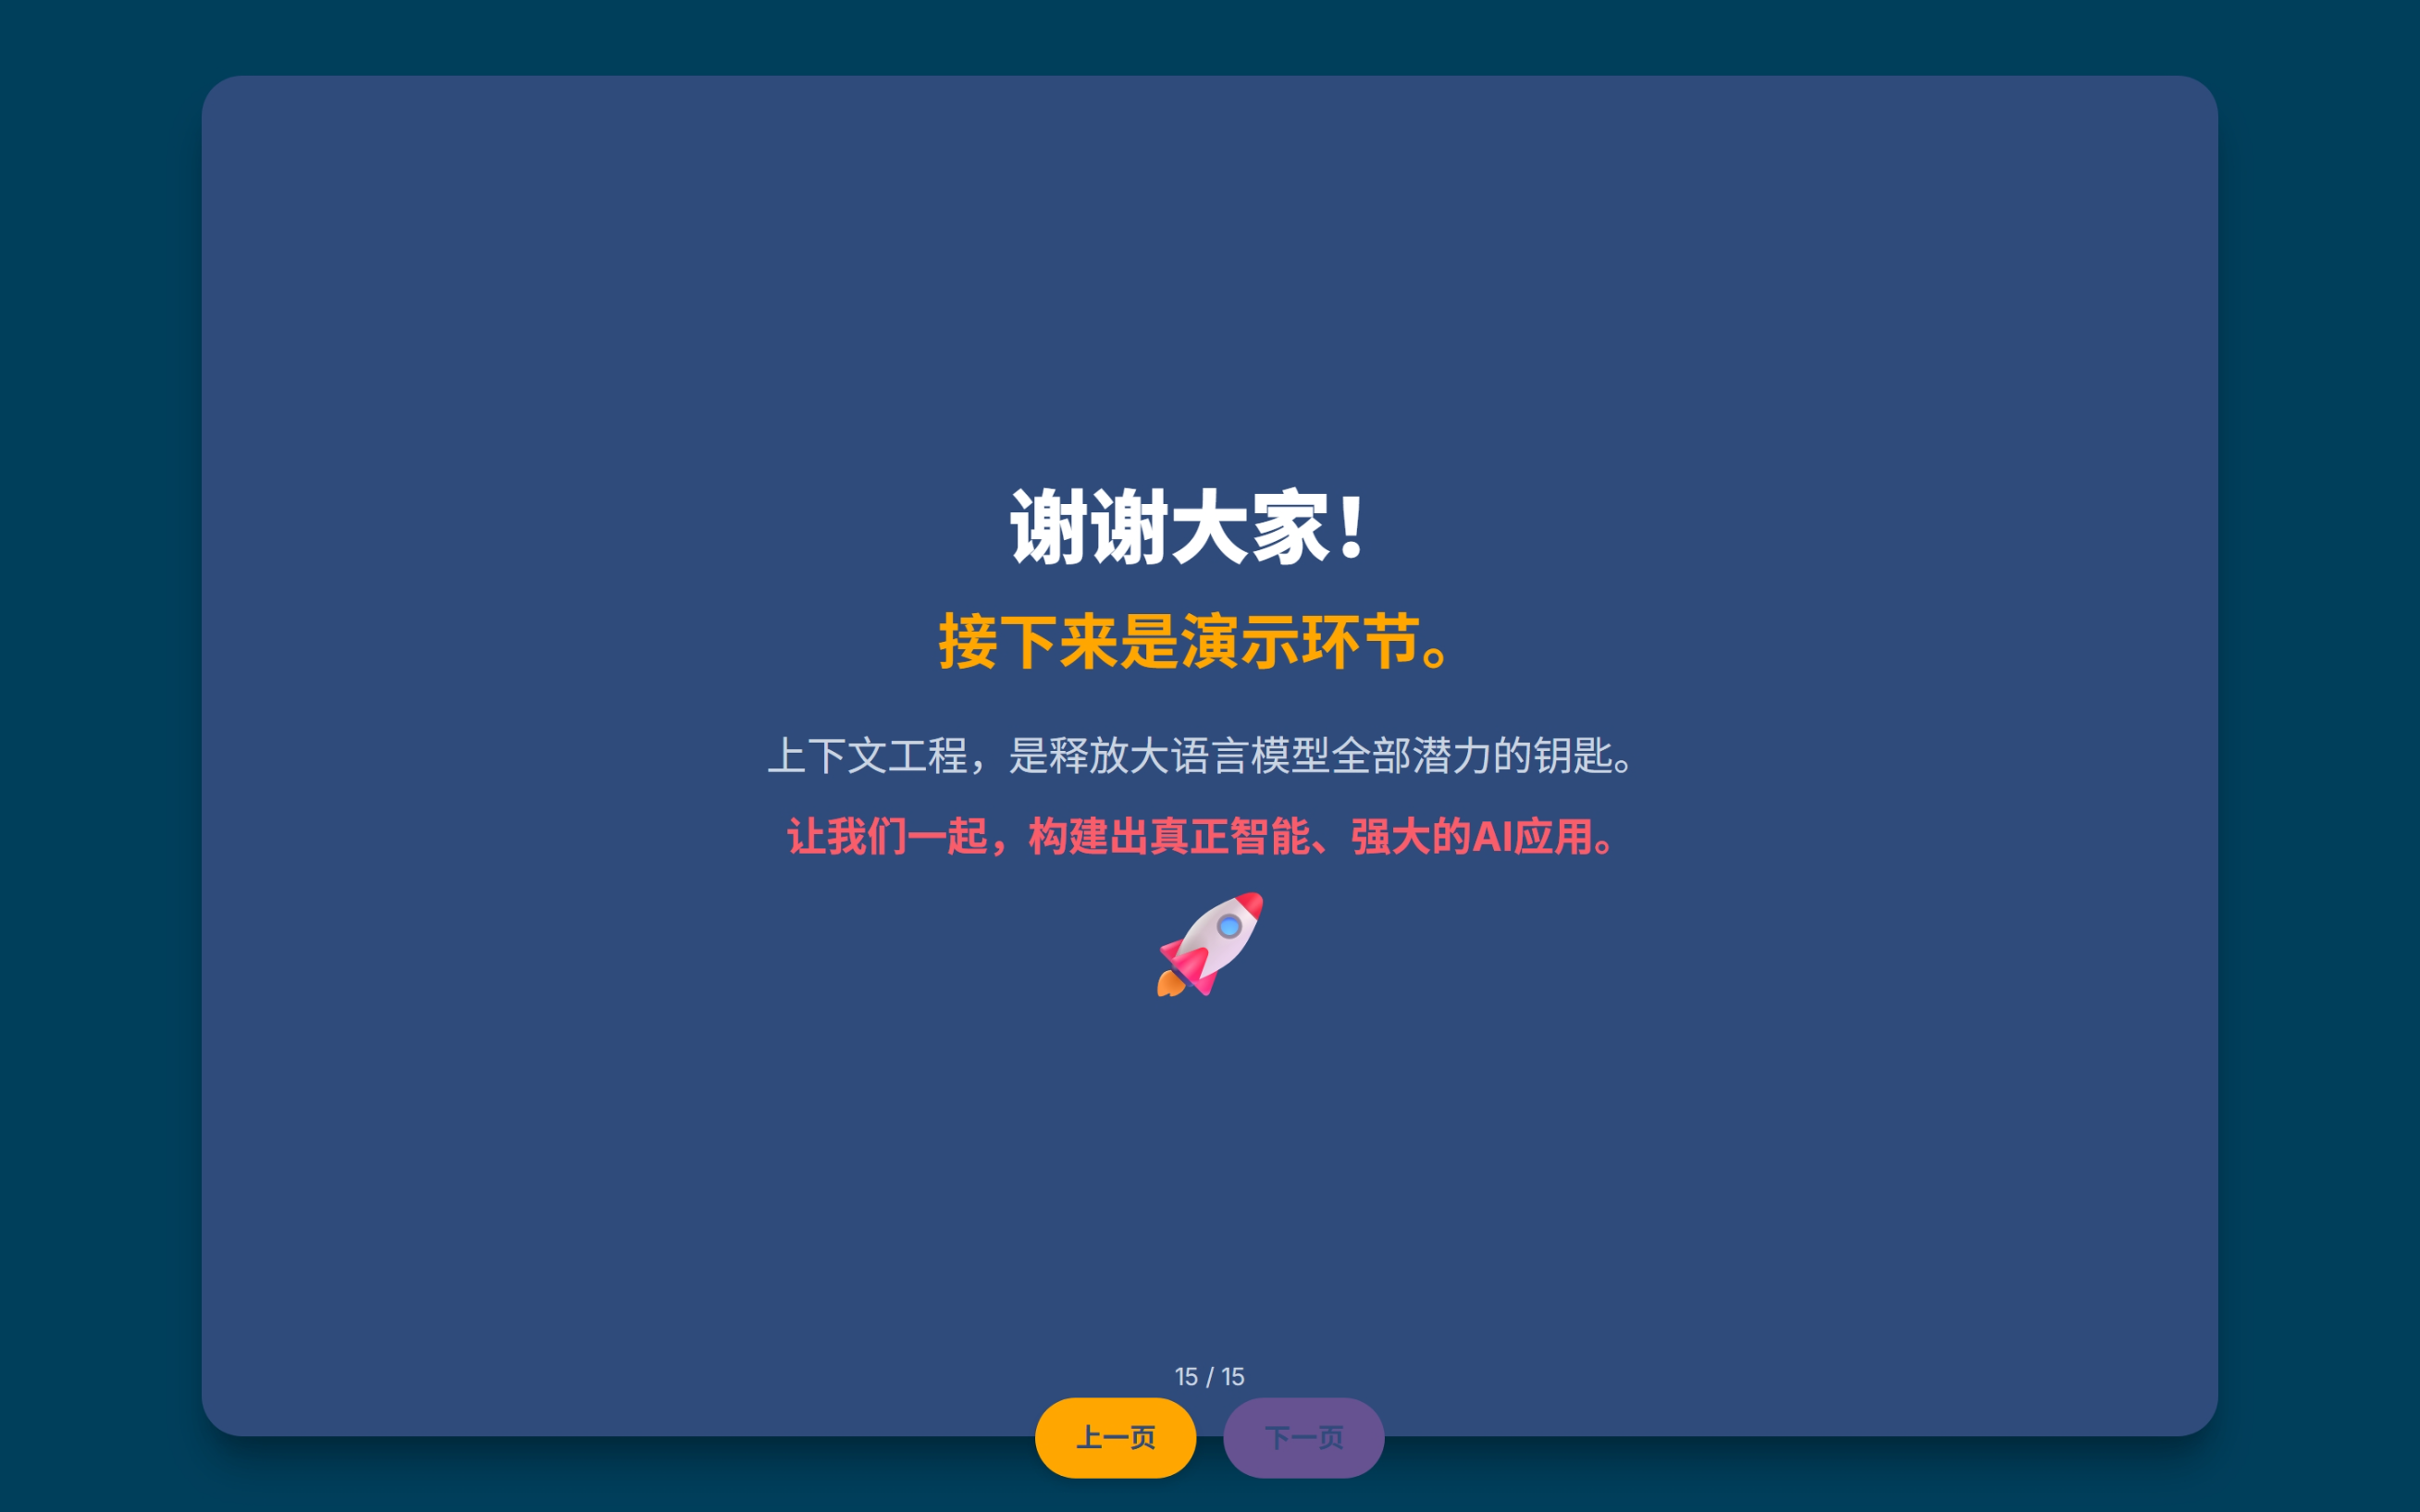 谢谢大家！
接下来是演示环节。
上下文工程，是释放大语言模型全部潜力的钥匙。
让我们一起，构建出真正智能、强大的AI应用。
15 / 15
上一页
下一页